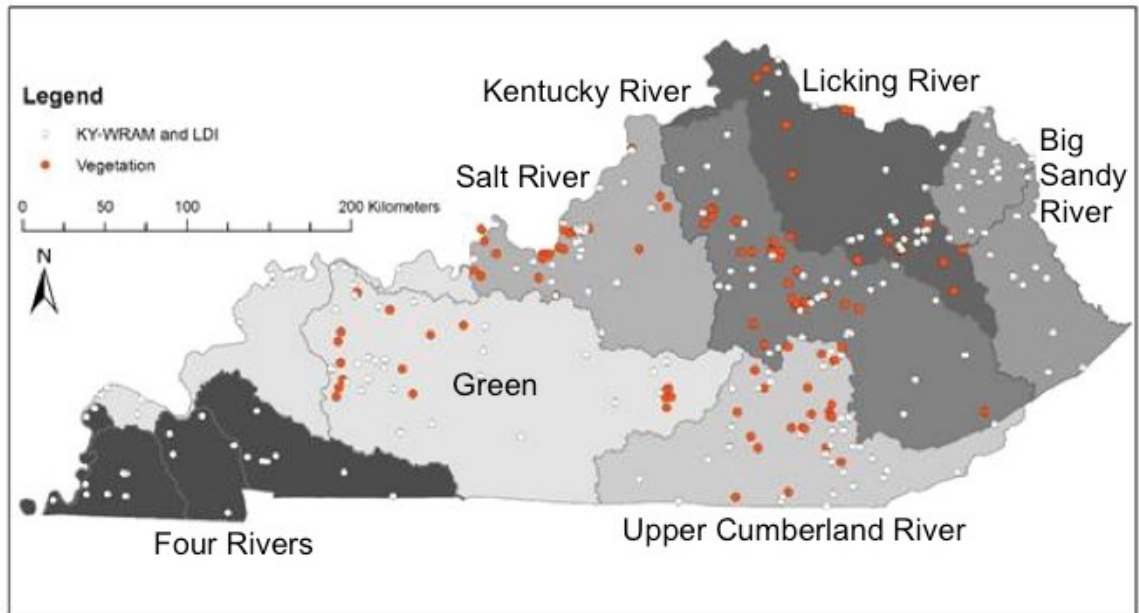 Legend
KY-WRAM and LDI
Vegetation
0 50 100 200 Kilometers
N
Kentucky River
Licking River
Big
Sandy
River
Salt River
Green
Four Rivers
Upper Cumberland River